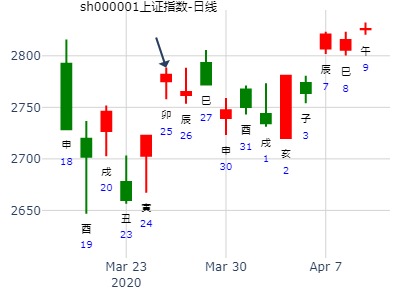 sh000001上证指数-日线
2800
2750
2700
2650
申
18
酉
19
戌
20
丑
23
寅
24
卯
25
辰
26
巳
27
申
30
酉
31
戌
1
亥
2
子
3
辰
7
巳
8
午
9
Mar 23
2020
Mar 30
Apr 7